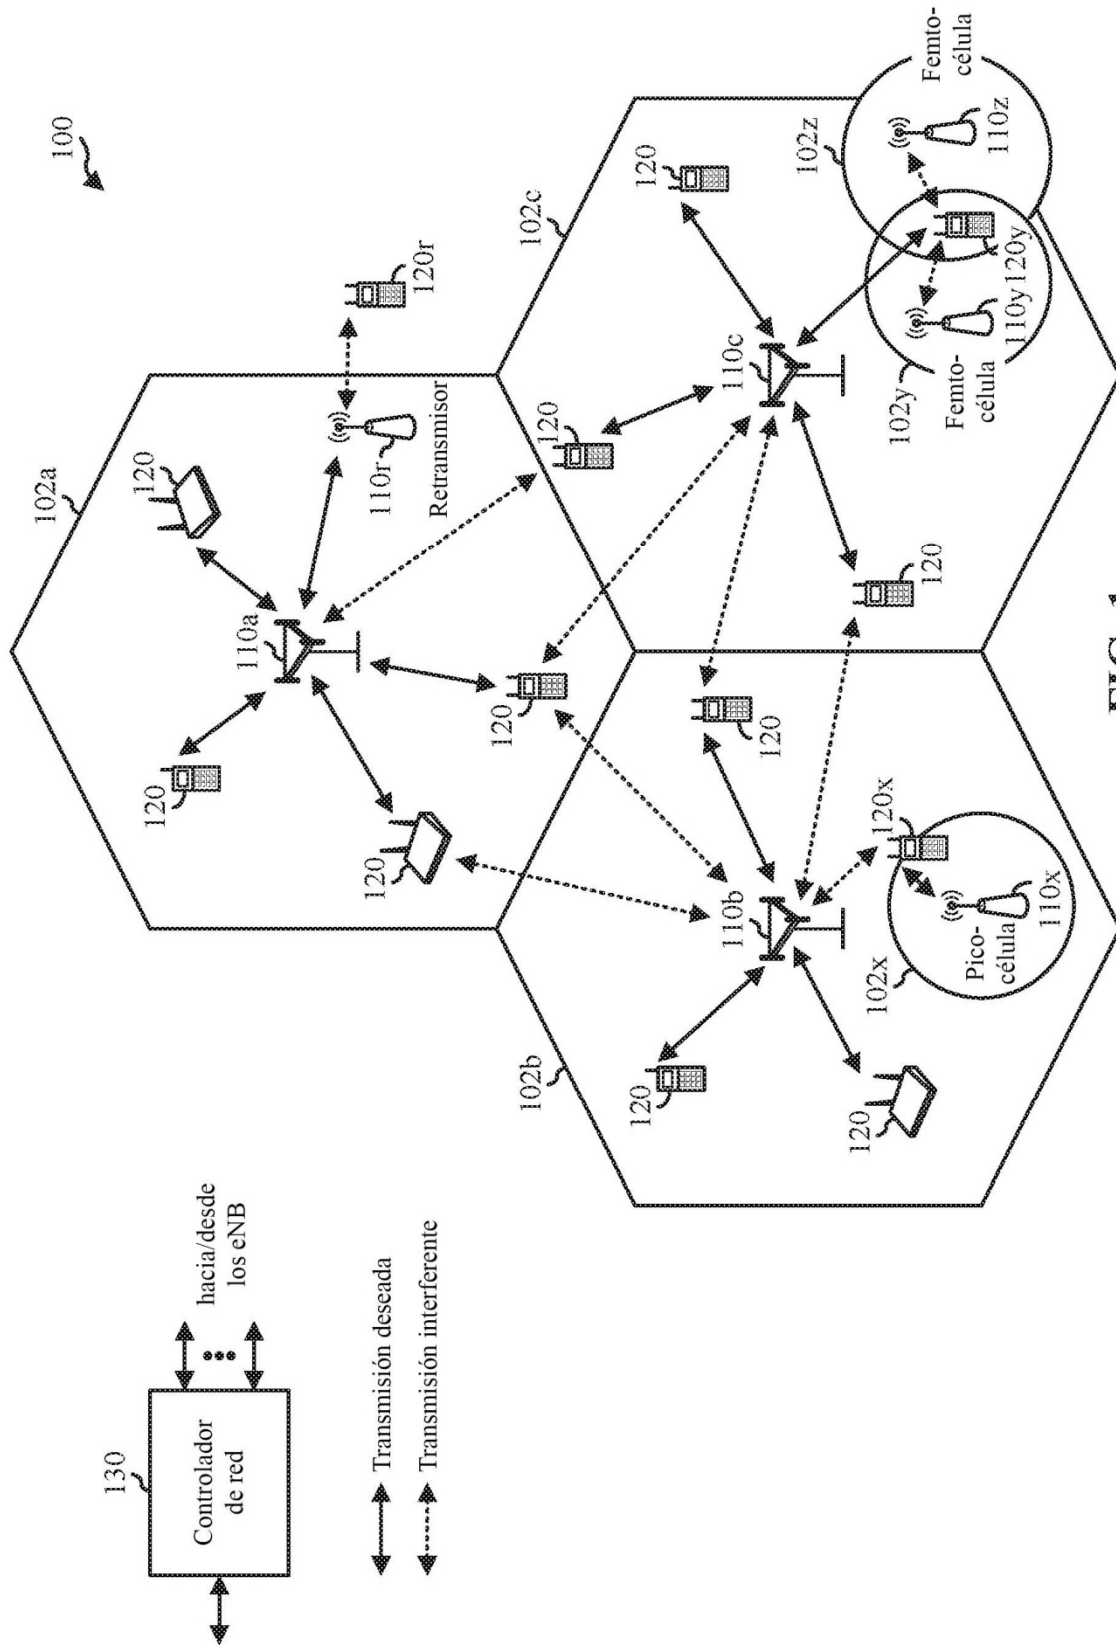 100
130
Controlador
de red
hacia/desde
los eNB
Transmisión deseada
Transmisión interferente
102a
120
120
110a
120
120
110r
Retransmisor
120r
102b
120
120
110b
120
102x
Pico-
célula
110x
120x
102c
120
120
110c
120
102y
Femto-
célula
110y
120y
102z
Femto-
célula
110z
FIG. 1